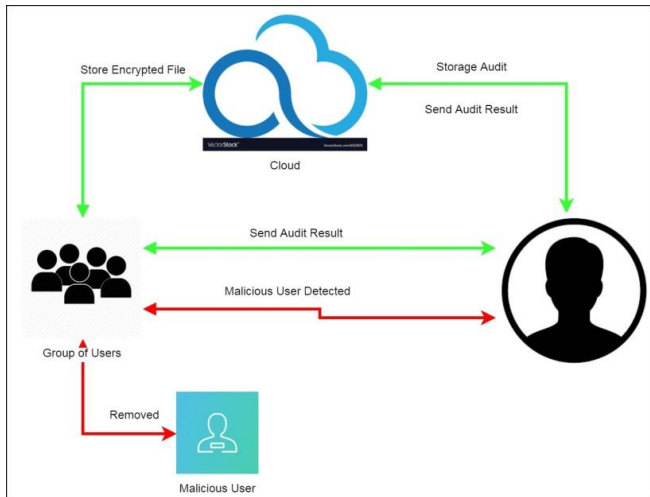 Store Encrypted File
Storage Audit
Send Audit Result
VectorStock
Cloud
Send Audit Result
Malicious User Detected
Group of Users
Removed
Malicious User